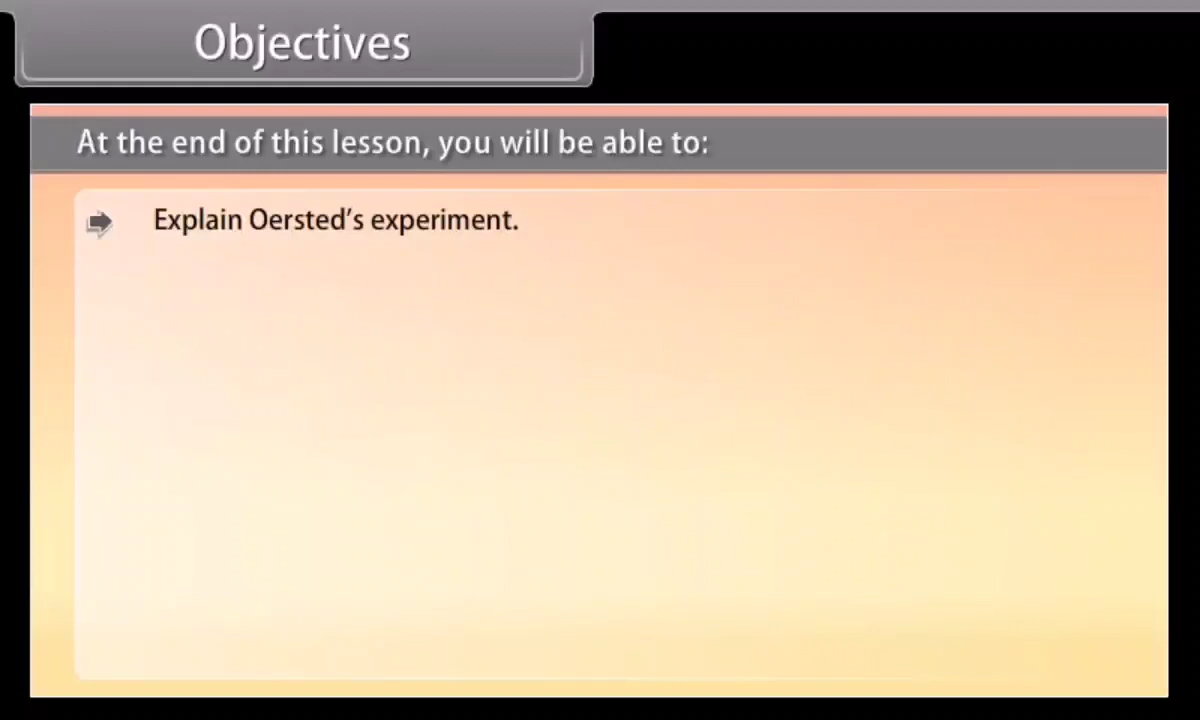 Objectives
At the end of this lesson, you will be able to:
Explain Oersted's experiment.